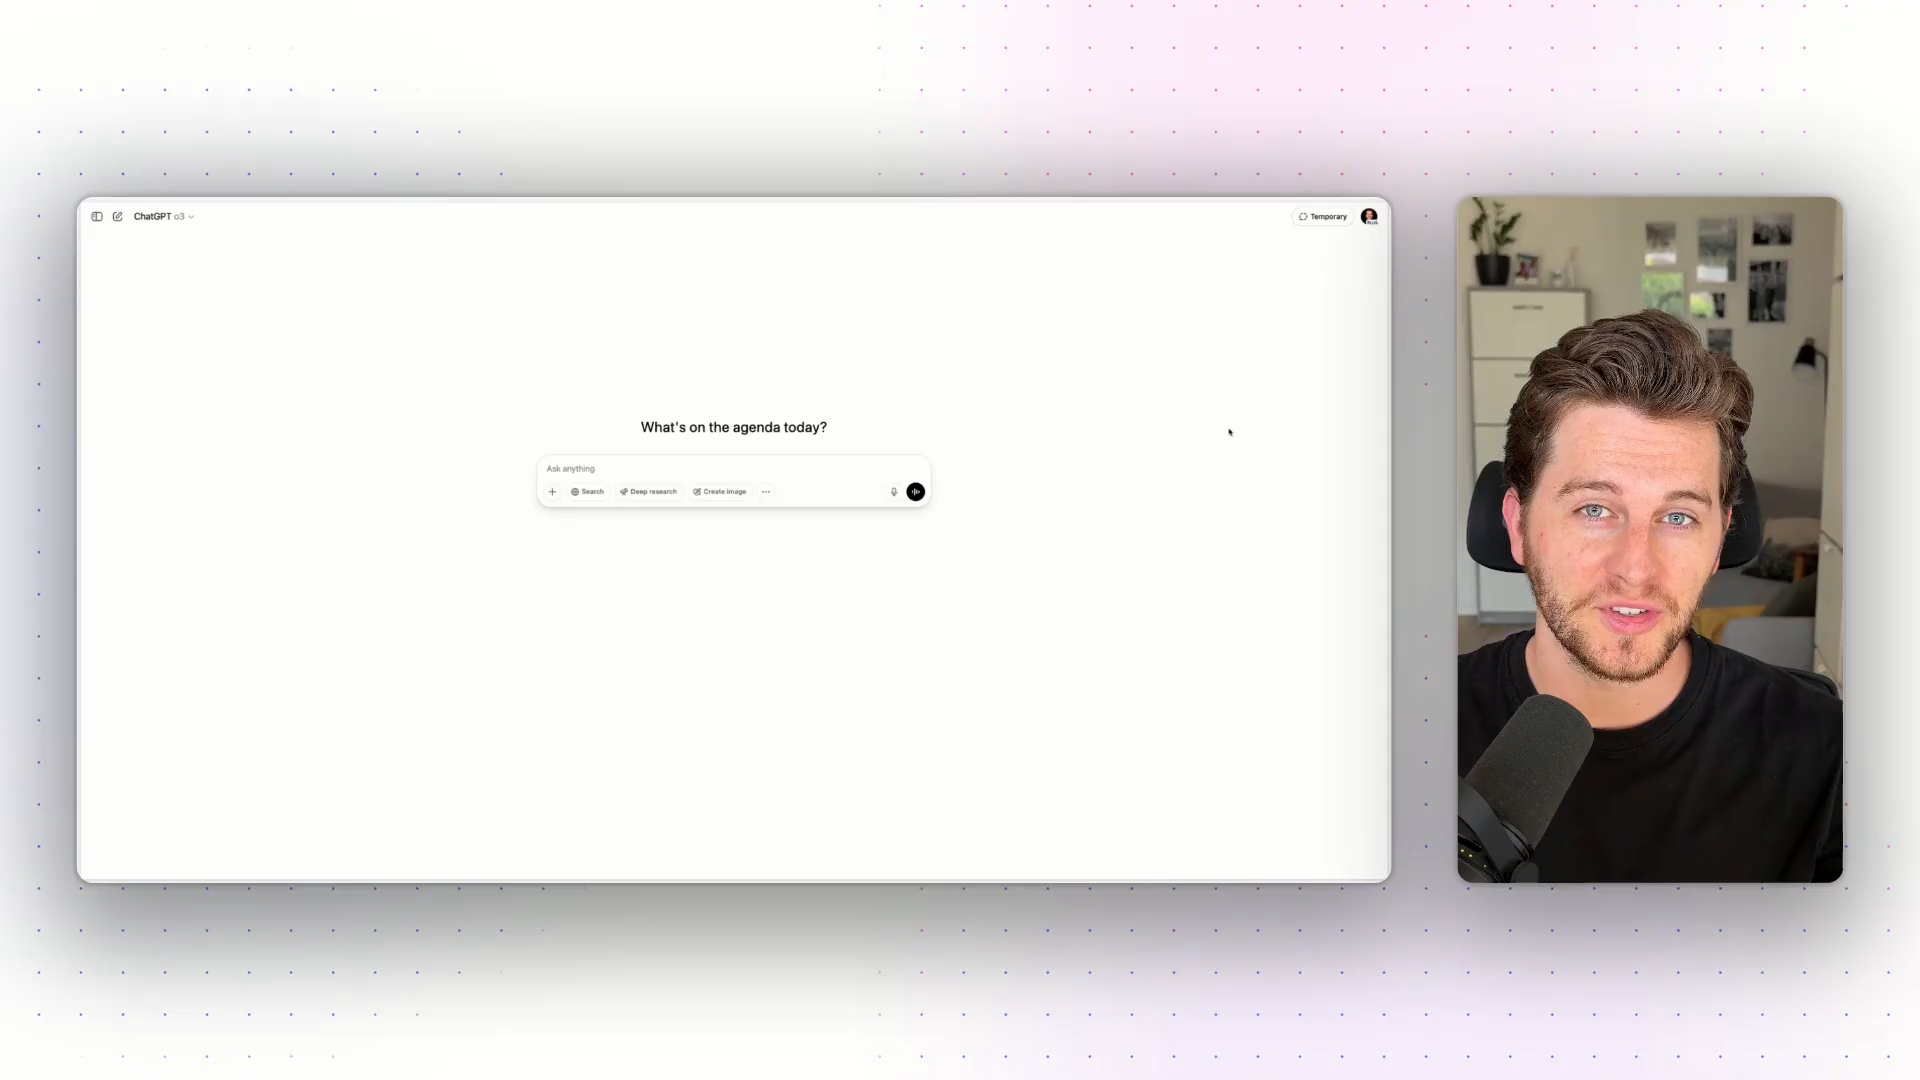 ChatGPT o3
Temporary
What's on the agenda today?
Ask anything
Search
Deep research
Create image